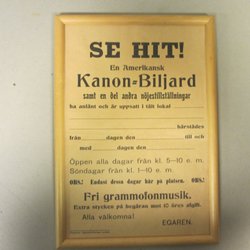 SE HIT!
En Amerikansk
Kanon-Biljard
samt en del andra nöjestillställningar
ha anlänt och är uppsatt i tält lokal
härstädes
från dagen den till och
med dagen den
Öppen alla dagar från kl. 5—10 e. m.
Söndagar från kl. —10 e. m.
OBS.! Endast dessa dagar här på platsen. OBS.!
Fri grammofonmusik.
Extra stycken på begäran mot 10 öres afgift.
Alla välkomna!
EGAREN.